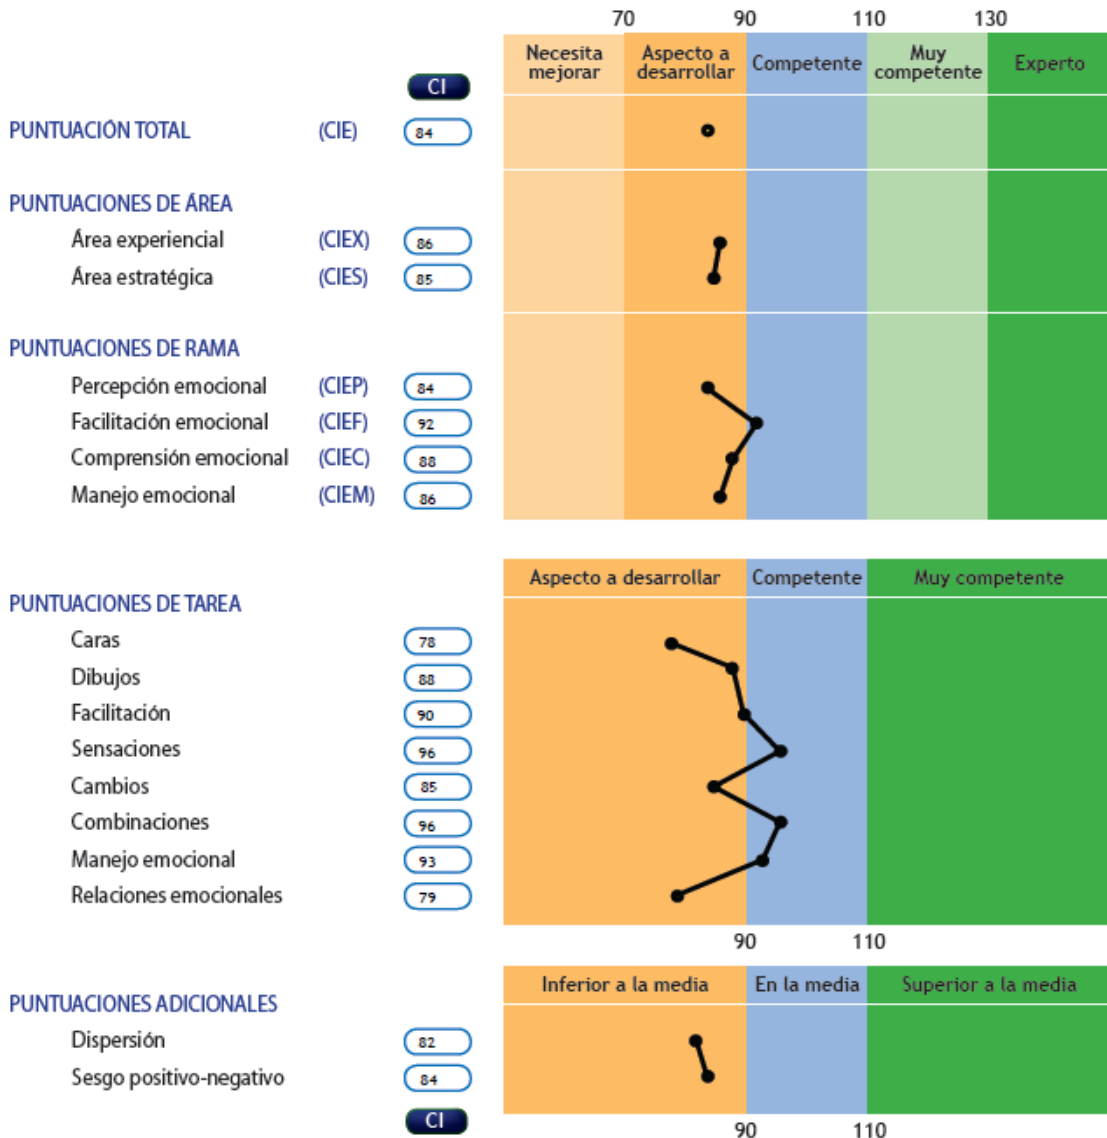 70 90 110 130
Necesita mejorar
Aspecto a desarrollar
Competente
Muy competente
Experto
CI
PUNTUACIÓN TOTAL (CIE) 84
PUNTUACIONES DE ÁREA
Área experiencial (CIEX) 86
Área estratégica (CIES) 85
PUNTUACIONES DE RAMA
Percepción emocional (CIEP) 84
Facilitación emocional (CIEF) 92
Comprensión emocional (CIEC) 88
Manejo emocional (CIEM) 86
Aspecto a desarrollar Competente Muy competente
PUNTUACIONES DE TAREA
Caras 78
Dibujos 88
Facilitación 90
Sensaciones 96
Cambios 85
Combinaciones 96
Manejo emocional 93
Relaciones emocionales 79
90 110
Inferior a la media En la media Superior a la media
PUNTUACIONES ADICIONALES
Dispersión 82
Sesgo positivo-negativo 84
CI
90 110